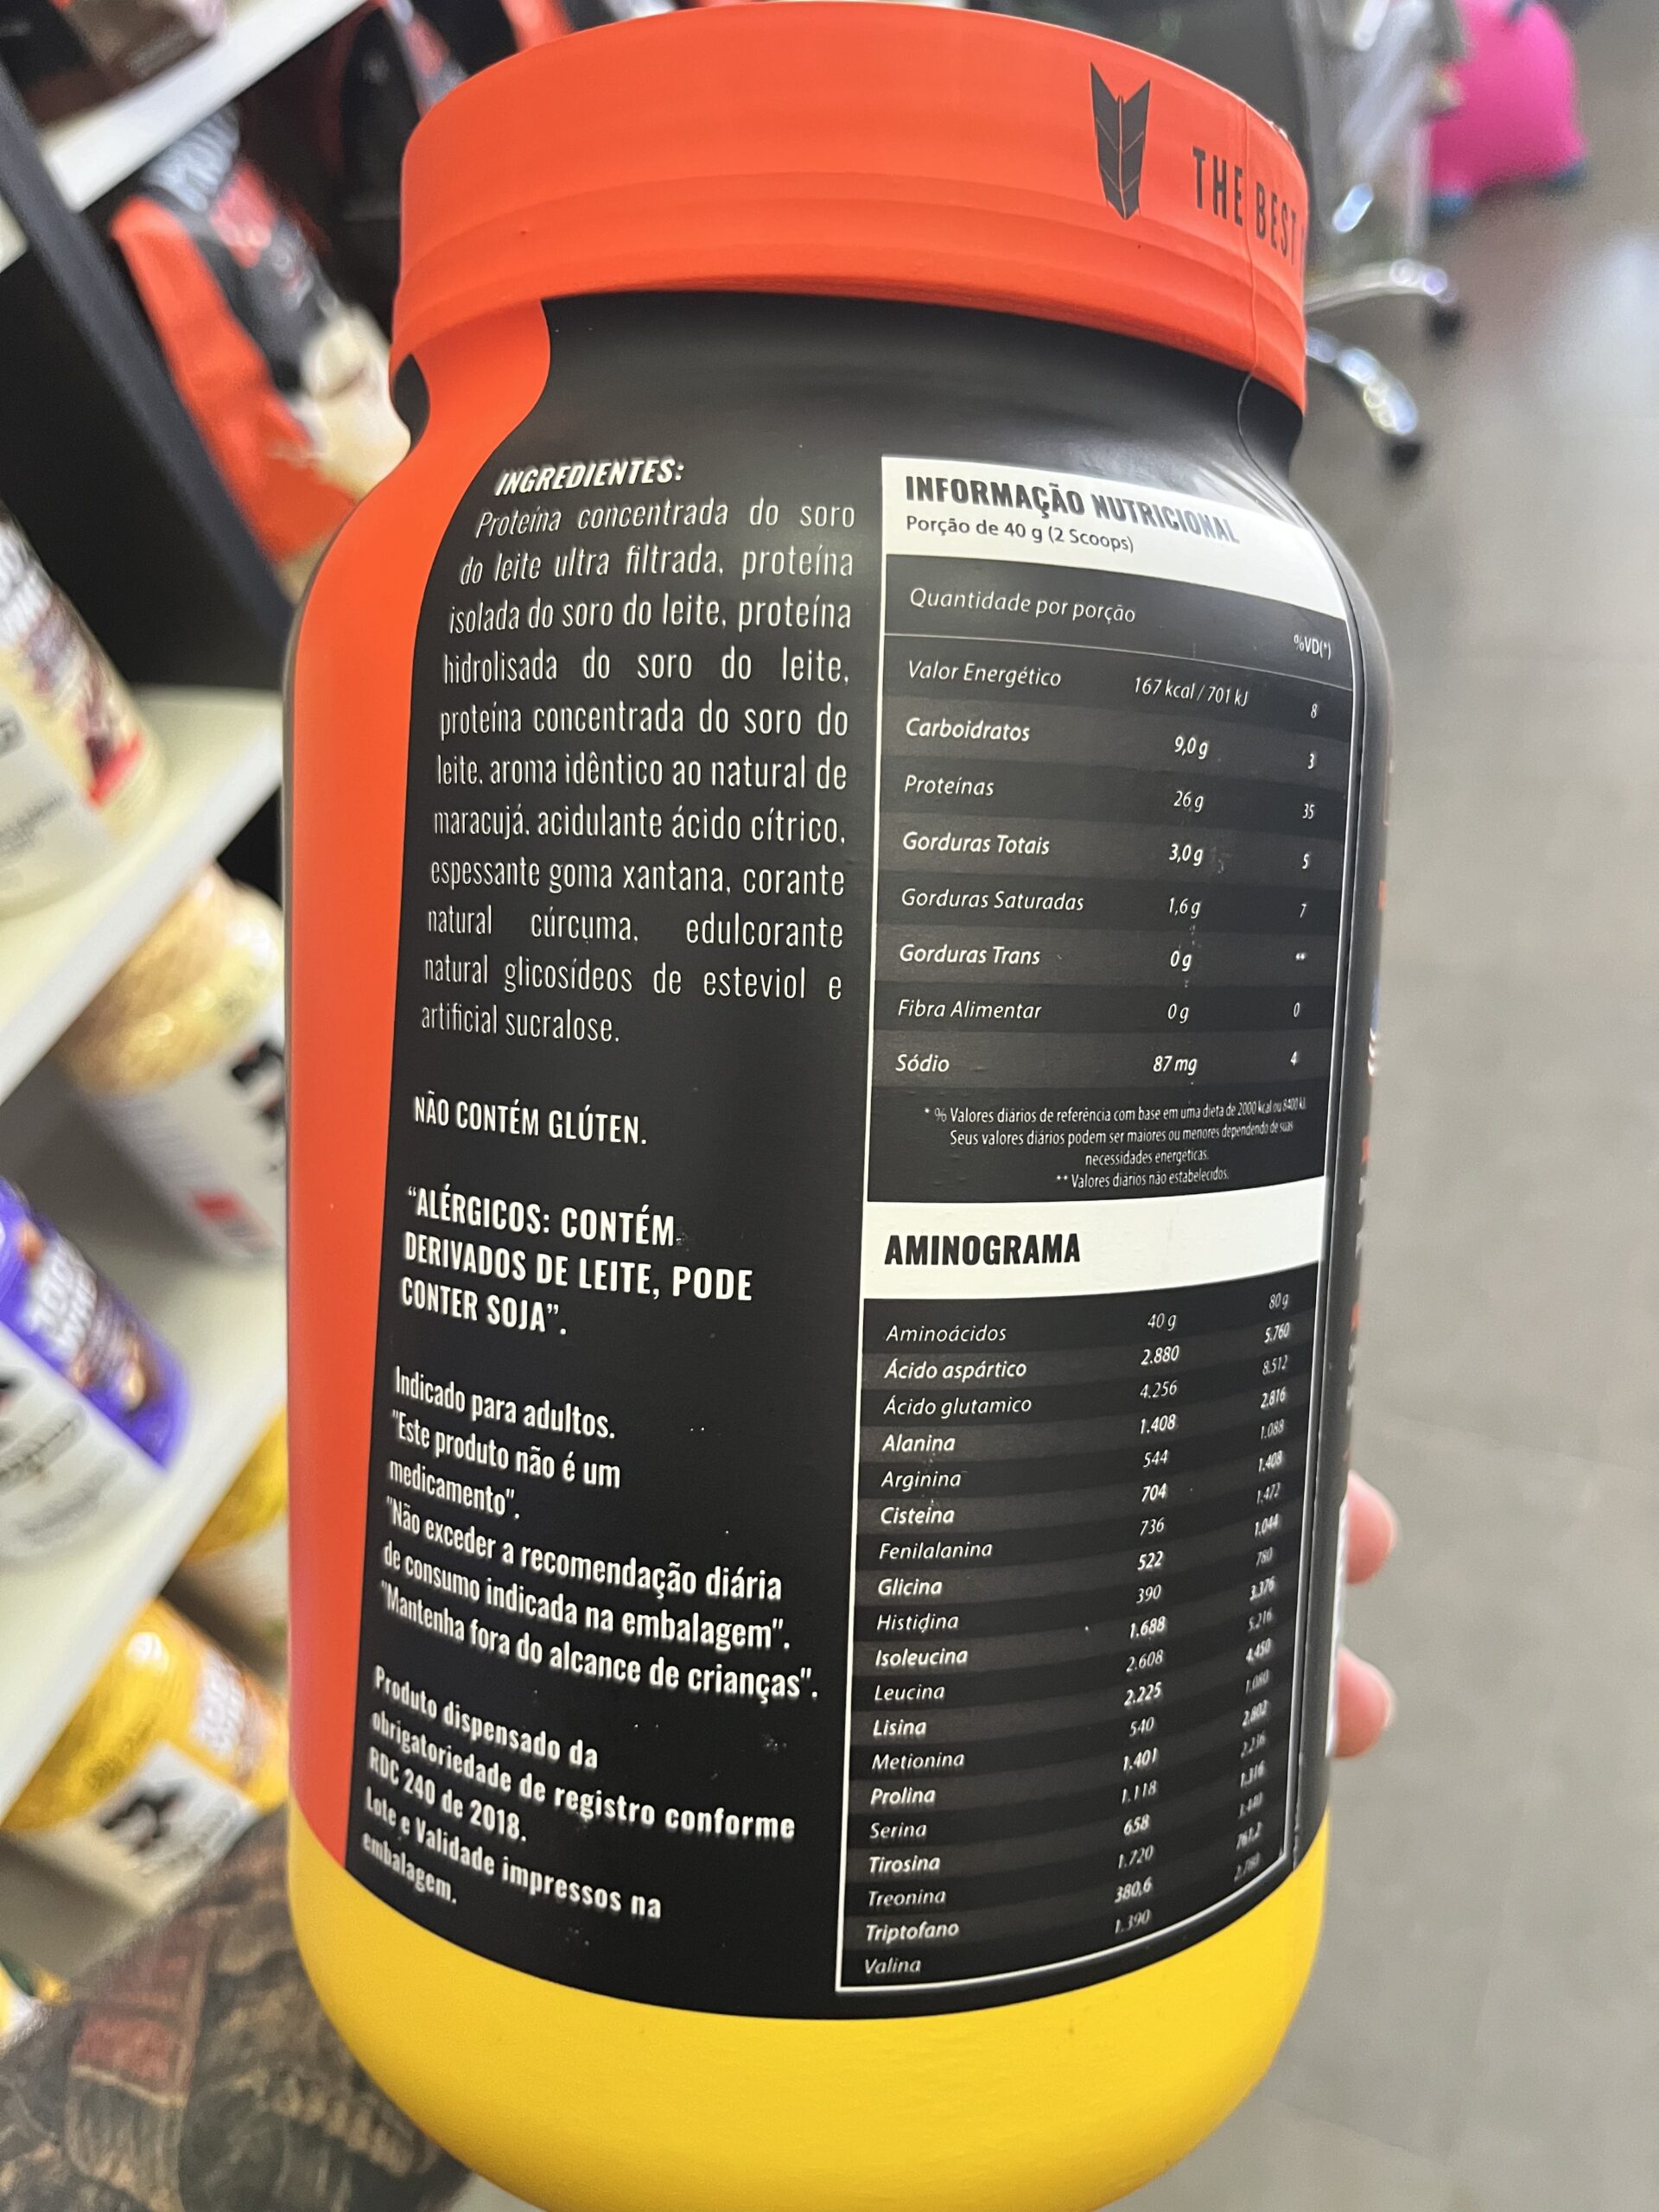 THE BEST
INGREDIENTES:
Proteína concentrada do soro
do leite ultra filtrada, proteína
isolada do soro do leite, proteína
hidrolisada do soro do leite,
proteína concentrada do soro do
leite, aroma idêntico ao natural de
maracujá, acidulante ácido cítrico,
espessante goma xantana, corante
natural cúrcuma, edulcorante
natural glicosídeos de esteviol e
artificial sucralose.
NÃO CONTÉM GLÚTEN.
“ALÉRGICOS: CONTÉM
DERIVADOS DE LEITE, PODE
CONTER SOJA”.
Indicado para adultos.
"Este produto não é um
medicamento".
"Não exceder a recomendação diária
de consumo indicada na embalagem".
"Mantenha fora do alcance de crianças".
Produto dispensado da
obrigatoriedade de registro conforme
RDC 240 de 2018.
Lote e Validade impressos na
embalagem.
INFORMAÇÃO NUTRICIONAL
Porção de 40 g (2 Scoops)
Quantidade por porção %VD(*)
Valor Energético 167 kcal / 701 kJ 8
Carboidratos 9,0 g 3
Proteínas 26 g 35
Gorduras Totais 3,0 g 5
Gorduras Saturadas 1,6 g 7
Gorduras Trans 0 g **
Fibra Alimentar 0 g 0
Sódio 87 mg 4
* % Valores diários de referência com base em uma dieta de 2000 kcal ou 8400 kJ.
Seus valores diários podem ser maiores ou menores dependendo de suas
necessidades energéticas.
** Valores diários não estabelecidos.
AMINOGRAMA
Aminoácidos 40 g 80 g
Ácido aspártico 2.880 5.760
Ácido glutamico 4.256 8.512
Alanina 1.408 2.816
Arginina 544 1.088
Cisteína 704 1.408
Fenilalanina 736 1.472
Glicina 522 1.044
Histidina 390 780
Isoleucina 1.688 3.376
Leucina 2.608 5.216
Lisina 2.225 4.450
Metionina 540 1.080
Prolina 1.401 2.802
Serina 1.118 2.236
Tirosina 658 1.316
Treonina 1.720 3.440
Triptofano 380,6 761,2
Valina 1.390 2.780